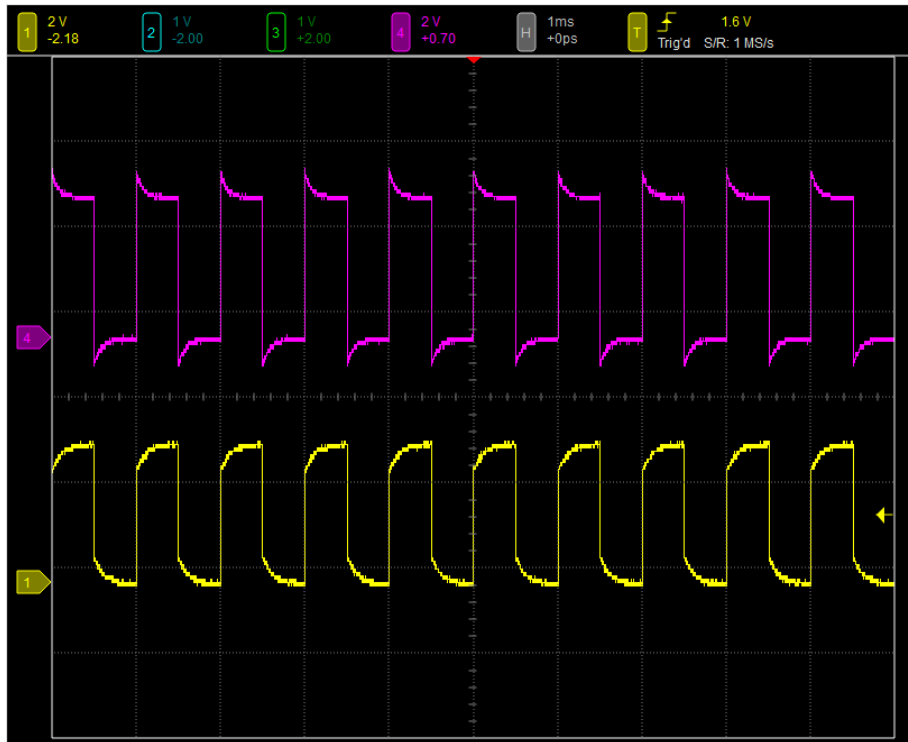 1 2 V -2.18
2 1 V -2.00
3 1 V +2.00
4 2 V +0.70
H 1ms +0ps
T 1.6 V
Trig'd S/R: 1 MS/s
4
1